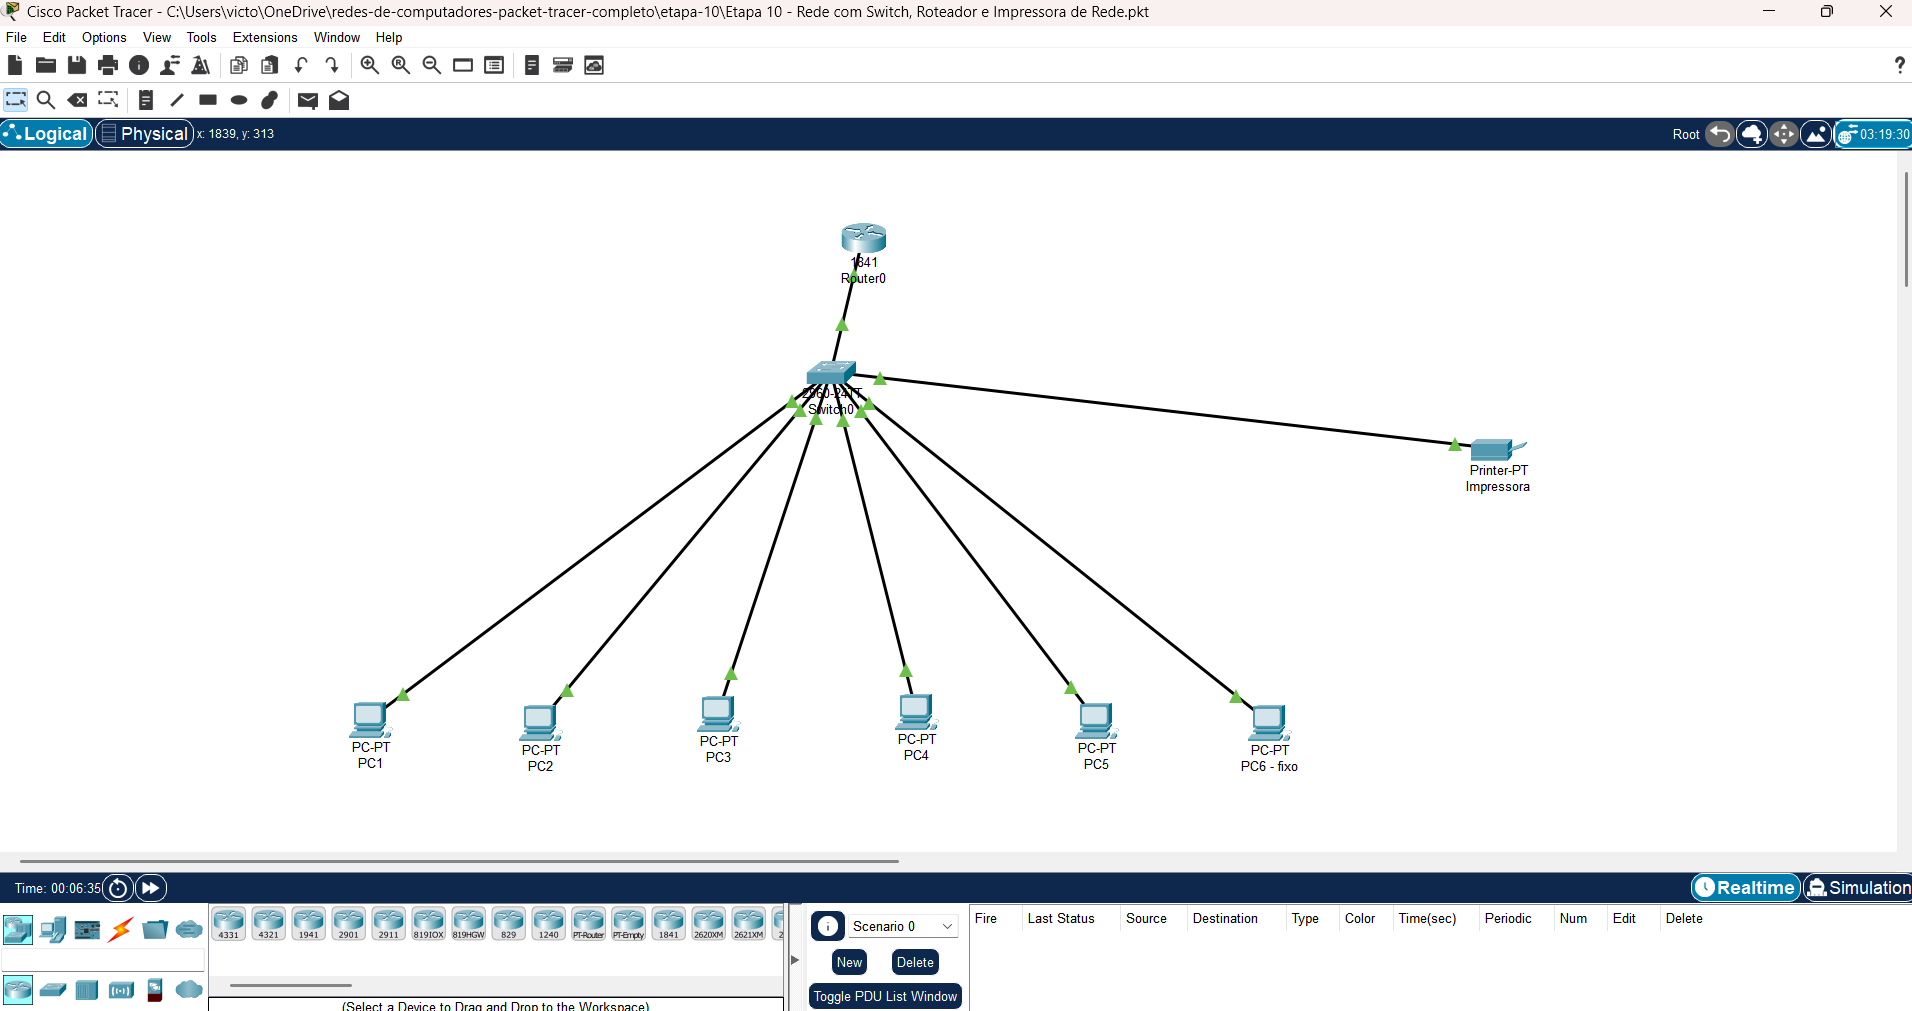 Cisco Packet Tracer - C:\Users\victo\OneDrive\redes-de-computadores-packet-tracer-completo\etapa-10\Etapa 10 - Rede com Switch, Roteador e Impressora de Rede.pkt
File Edit Options View Tools Extensions Window Help
?
Logical Physical x: 1839, y: 313 Root 03:19:30
1841
Router0
2960-24TT
Switch0
Printer-PT
Impressora
PC-PT
PC1
PC-PT
PC2
PC-PT
PC3
PC-PT
PC4
PC-PT
PC5
PC-PT
PC6 - fixo
Time: 00:06:35 Realtime Simulation
4331 4321 1941 2901 2911 819IOX 819HGW 829 1240 PT-Router PT-Empty 1841 2620XM 2621XM 2
(Select a Device to Drag and Drop to the Workspace)
Scenario 0
New Delete
Toggle PDU List Window
Fire Last Status Source Destination Type Color Time(sec) Periodic Num Edit Delete